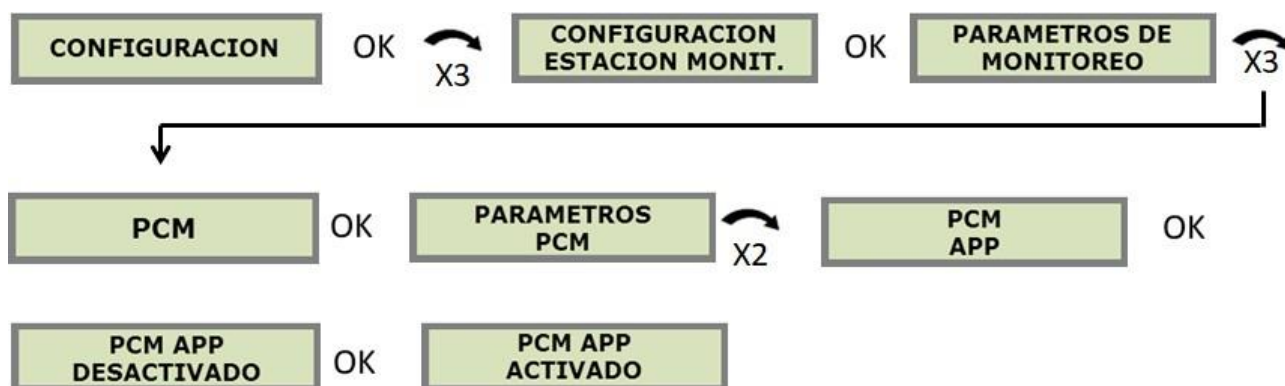 CONFIGURACION OK X3 CONFIGURACION ESTACION MONIT. OK PARAMETROS DE MONITOREO X3
PCM OK PARAMETROS PCM X2 PCM APP OK
PCM APP DESACTIVADO OK PCM APP ACTIVADO